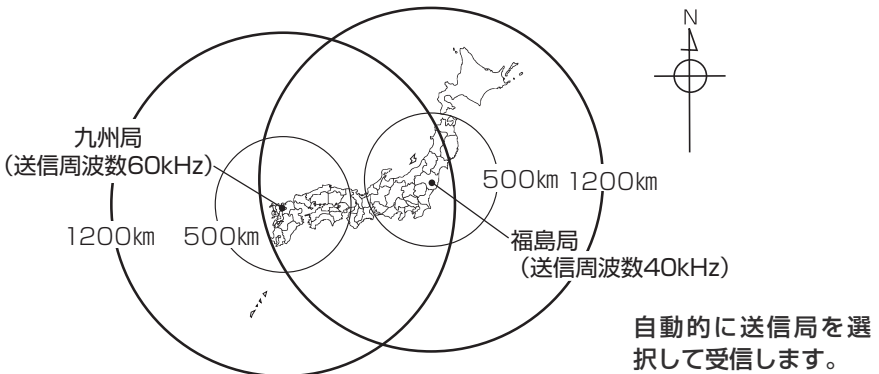 N
九州局
（送信周波数60kHz）
1200㎞
500㎞
500㎞
1200㎞
福島局
（送信周波数40kHz）
自動的に送信局を選
択して受信します。